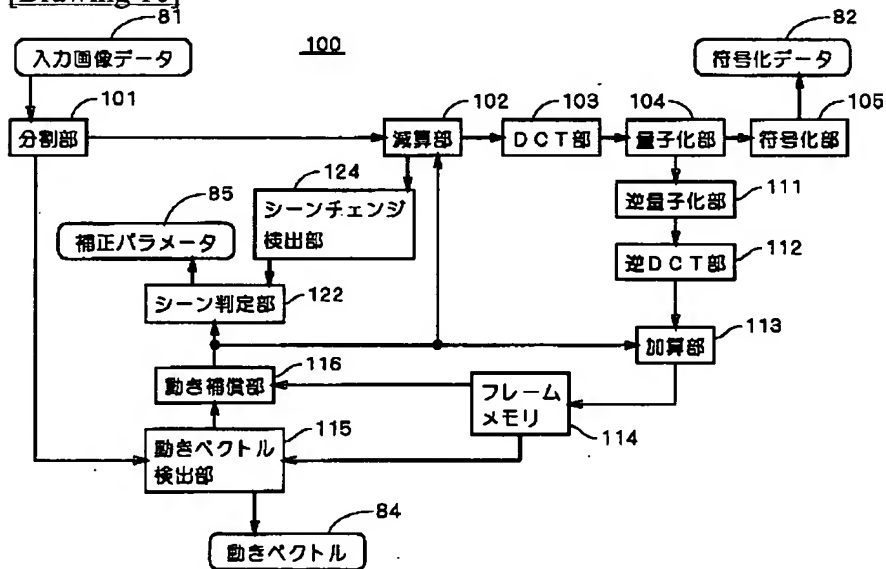 81
100
82
入力画像データ
符号化データ
101
102
103
104
105
分割部
減算部
DCT部
量子化部
符号化部
124
111
85
シーンチェンジ
検出部
逆量子化部
補正パラメータ
112
逆DCT部
シーン判定部
122
113
加算部
116
動き補償部
フレーム
メモリ
115
114
動きベクトル
検出部
84
動きベクトル